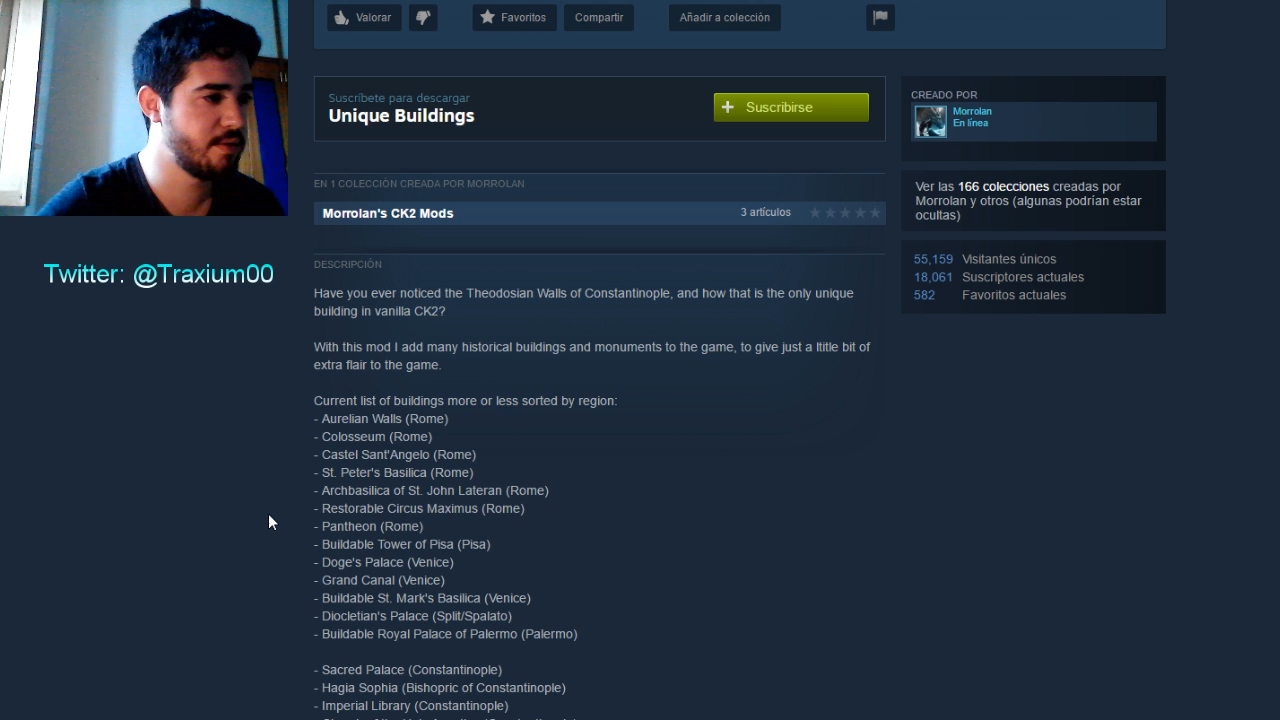 Valorar
Favoritos
Compartir
Añadir a colección
Suscríbete para descargar
Unique Buildings
Suscribirse
CREADO POR
Morrolan
En línea
EN 1 COLECCIÓN CREADA POR MORROLAN
Morrolan's CK2 Mods
3 artículos
Ver las 166 colecciones creadas por
Morrolan y otros (algunas podrían estar
ocultas)
55,159 Visitantes únicos
18,061 Suscriptores actuales
582 Favoritos actuales
Twitter: @Traxium00
DESCRIPCIÓN
Have you ever noticed the Theodosian Walls of Constantinople, and how that is the only unique
building in vanilla CK2?
With this mod I add many historical buildings and monuments to the game, to give just a ltitle bit of
extra flair to the game.
Current list of buildings more or less sorted by region:
- Aurelian Walls (Rome)
- Colosseum (Rome)
- Castel Sant'Angelo (Rome)
- St. Peter's Basilica (Rome)
- Archbasilica of St. John Lateran (Rome)
- Restorable Circus Maximus (Rome)
- Pantheon (Rome)
- Buildable Tower of Pisa (Pisa)
- Doge's Palace (Venice)
- Grand Canal (Venice)
- Buildable St. Mark's Basilica (Venice)
- Diocletian's Palace (Split/Spalato)
- Buildable Royal Palace of Palermo (Palermo)
- Sacred Palace (Constantinople)
- Hagia Sophia (Bishopric of Constantinople)
- Imperial Library (Constantinople)